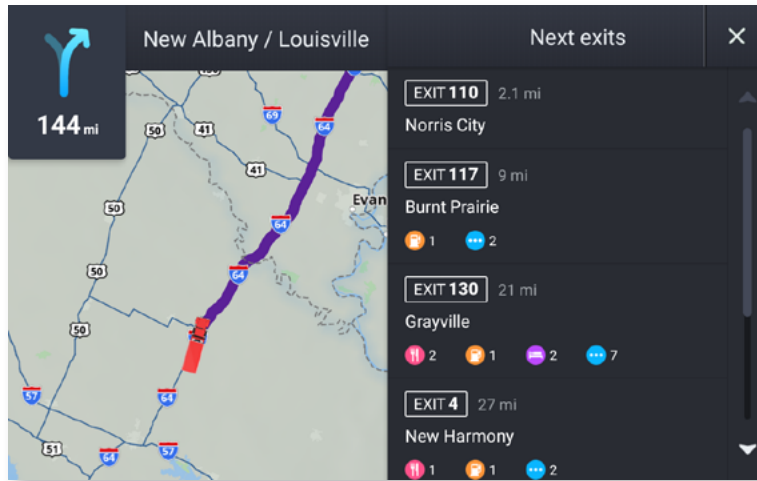 New Albany / Louisville
Next exits
144 mi
EXIT 110 2.1 mi
Norris City
EXIT 117 9 mi
Burnt Prairie
1 2
EXIT 130 21 mi
Grayville
2 1 2 7
EXIT 4 27 mi
New Harmony
1 1 2
69
64
50
41
41
50
Evan
64
50
64
50
57
64
51
64
57